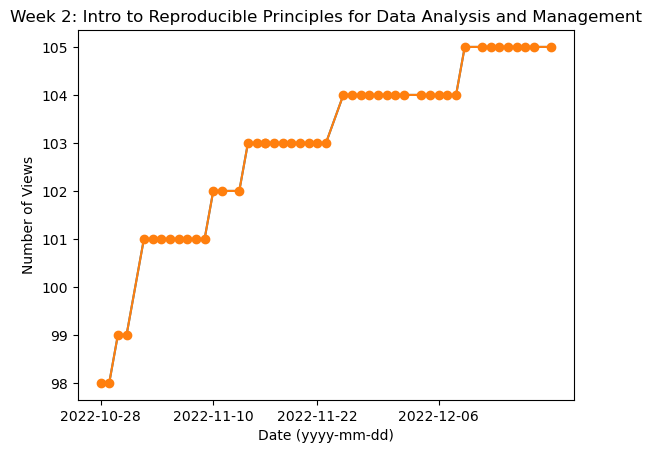 Week 2: Intro to Reproducible Principles for Data Analysis and Management
105
104
103
102
101
100
99
98
Number of Views
2022-10-28 2022-11-10 2022-11-22 2022-12-06
Date (yyyy-mm-dd)